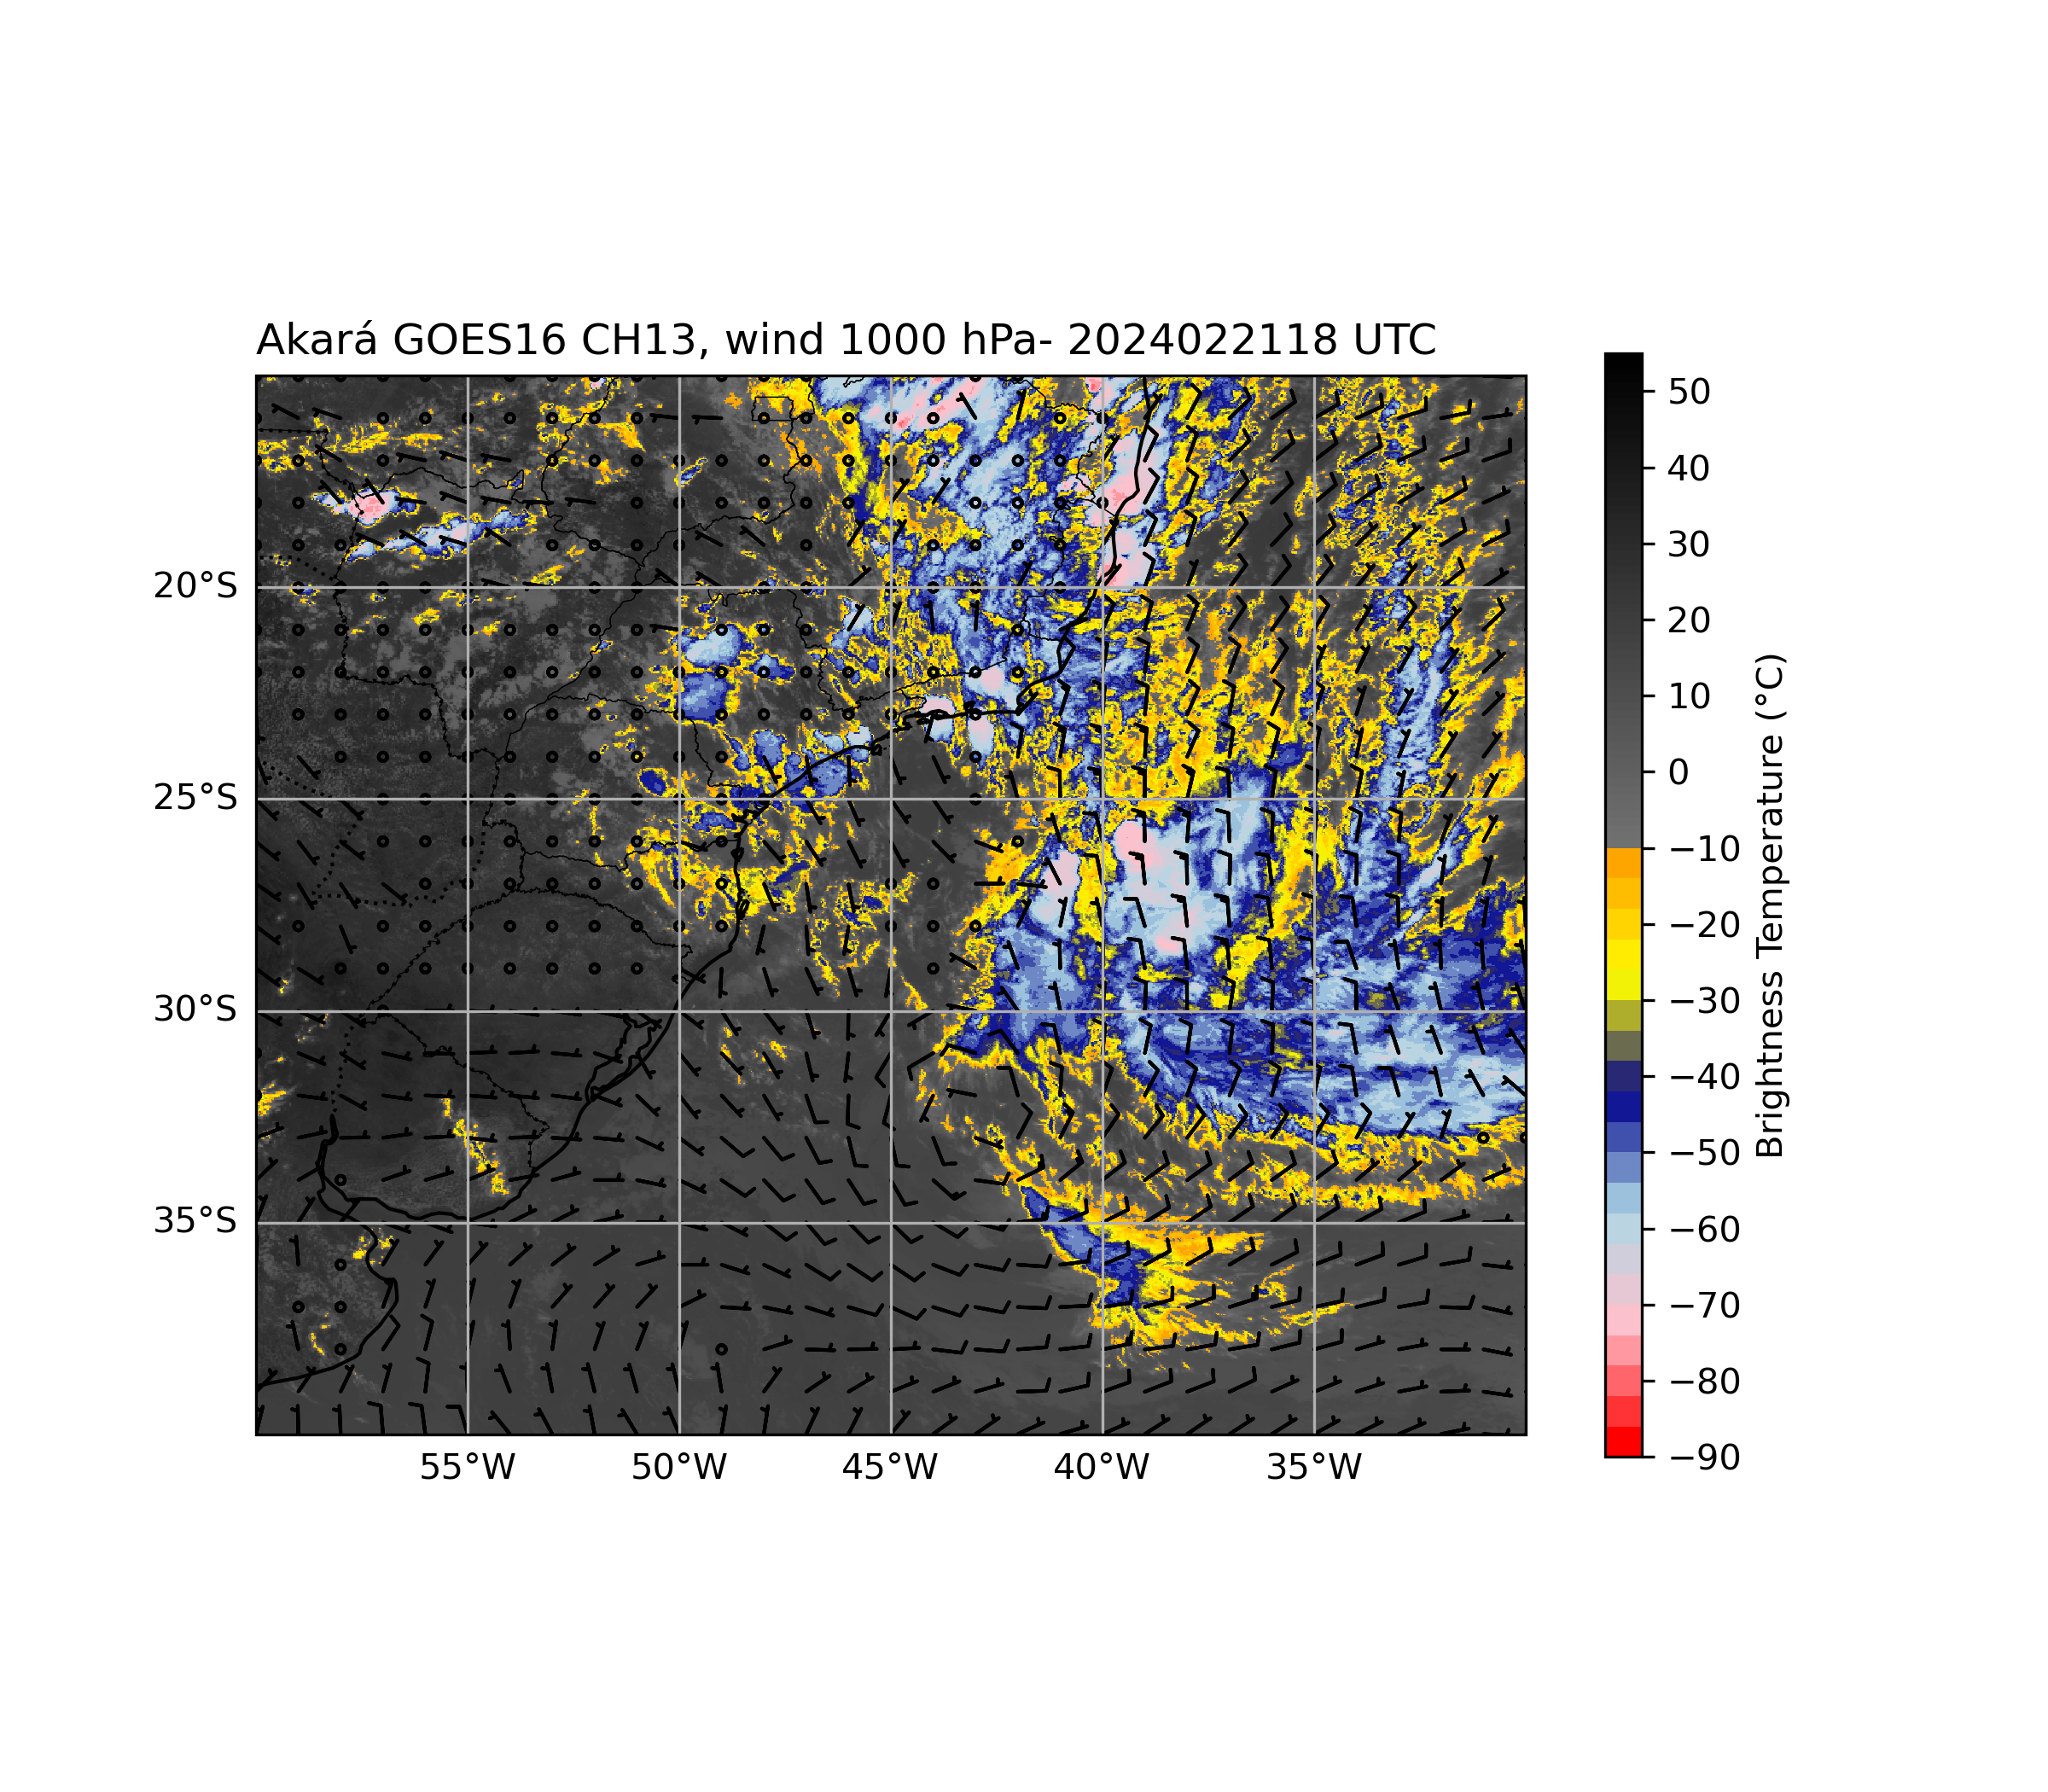 Akará GOES16 CH13, wind 1000 hPa- 2024022118 UTC
20°S
25°S
30°S
35°S
55°W
50°W
45°W
40°W
35°W
50
40
30
20
10
0
−10
−20
−30
−40
−50
−60
−70
−80
−90
Brightness Temperature (°C)